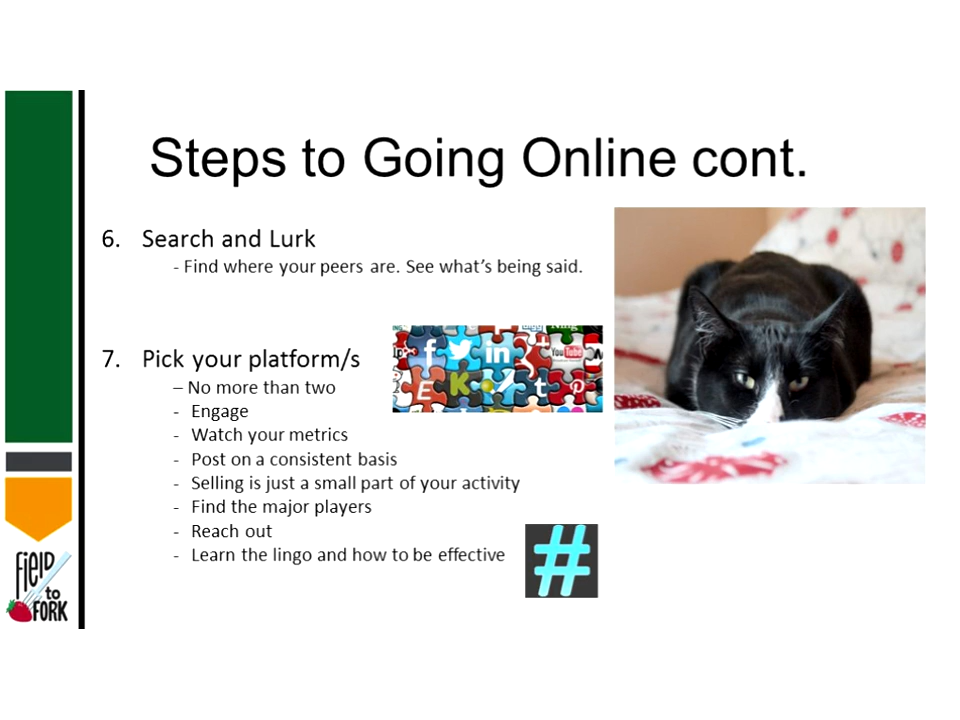 Steps to Going Online cont.
6. Search and Lurk
- Find where your peers are. See what's being said.
7. Pick your platform/s
– No more than two
- Engage
- Watch your metrics
- Post on a consistent basis
- Selling is just a small part of your activity
- Find the major players
- Reach out
- Learn the lingo and how to be effective
f in
You Tube
E K t
#
FiELD
to
FORK